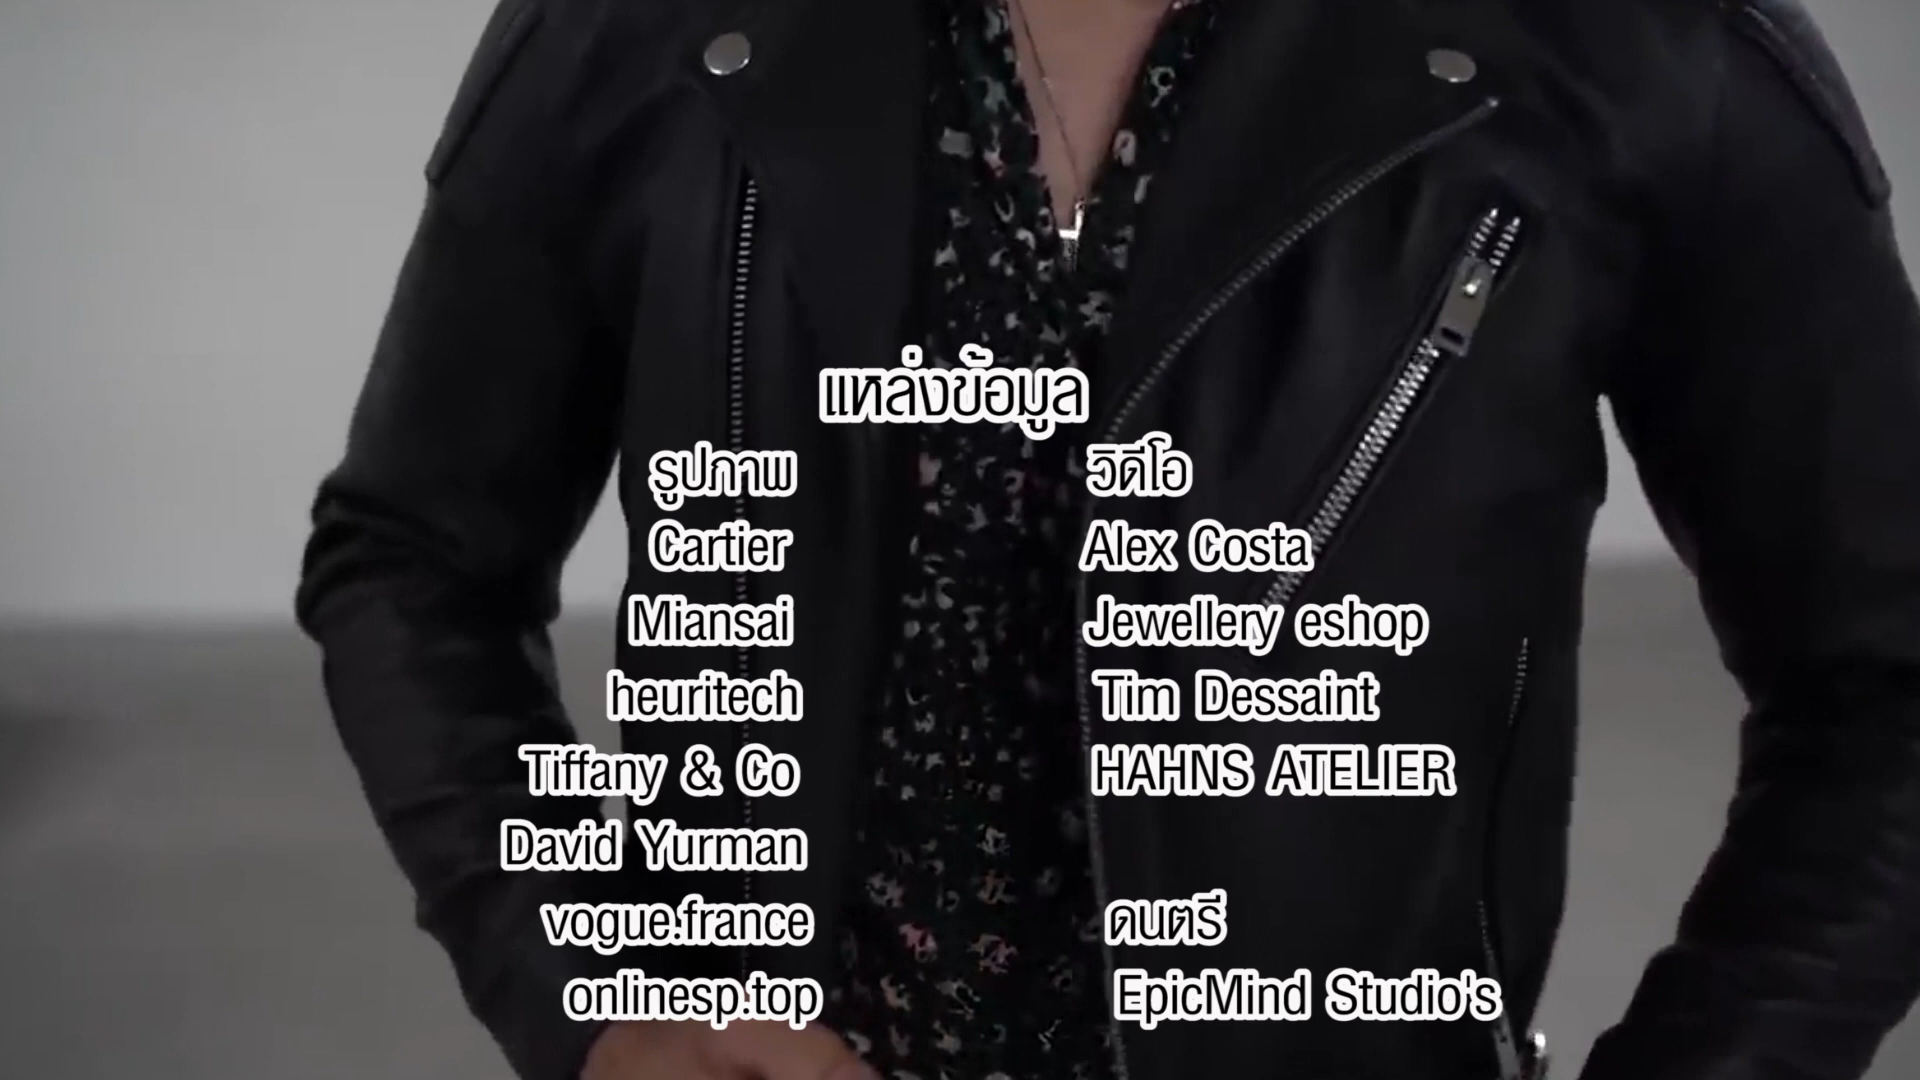 แหล่งข้อมูล
รูปภาพ
Cartier
Miansai
heuritech
Tiffany & Co
David Yurman
vogue.france
onlinesp.top
วิดีโอ
Alex Costa
Jewellery eshop
Tim Dessaint
HAHNS ATELIER
ดนตรี
EpicMind Studio's